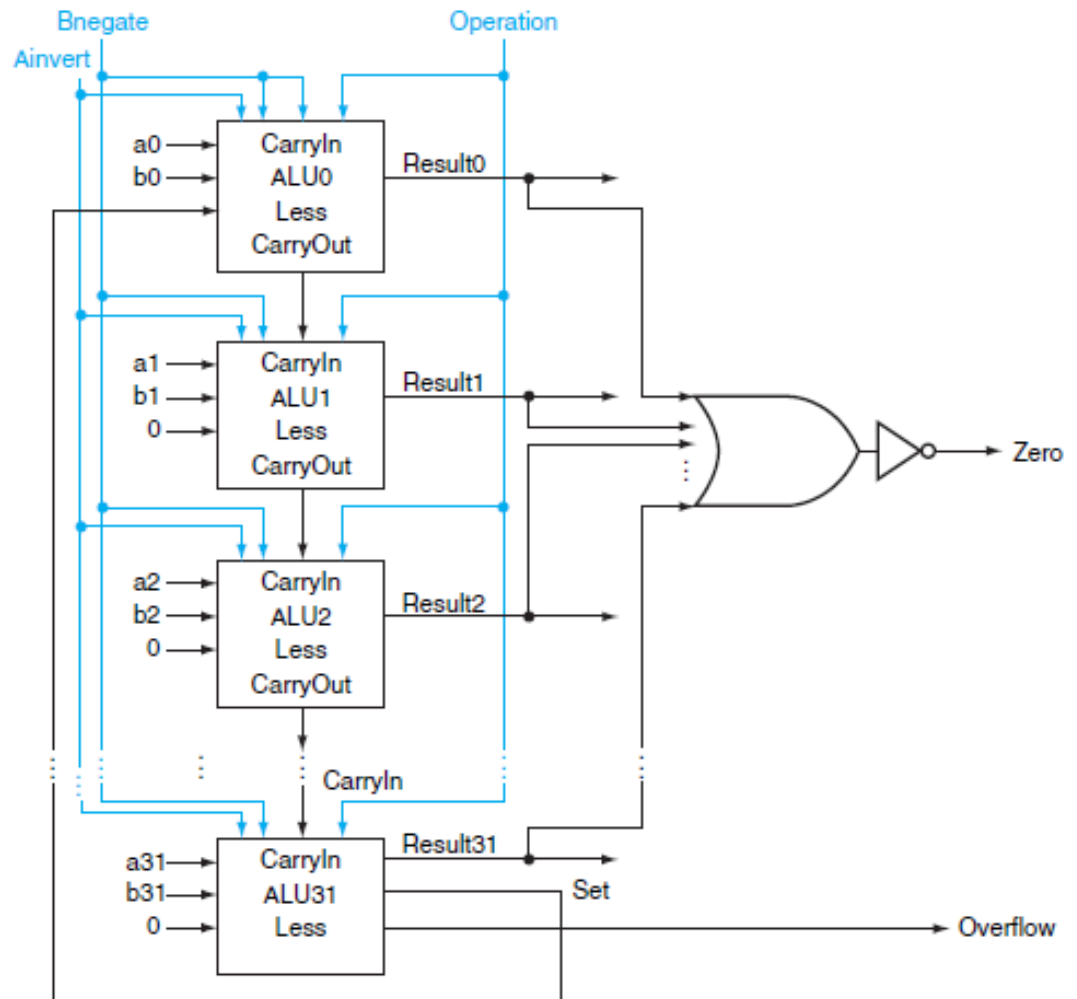 Bnegate
Operation
Ainvert
a0
b0
CarryIn
ALU0
Less
CarryOut
Result0
a1
b1
0
CarryIn
ALU1
Less
CarryOut
Result1
Zero
a2
b2
0
CarryIn
ALU2
Less
CarryOut
Result2
CarryIn
a31
b31
0
CarryIn
ALU31
Less
Result31
Set
Overflow